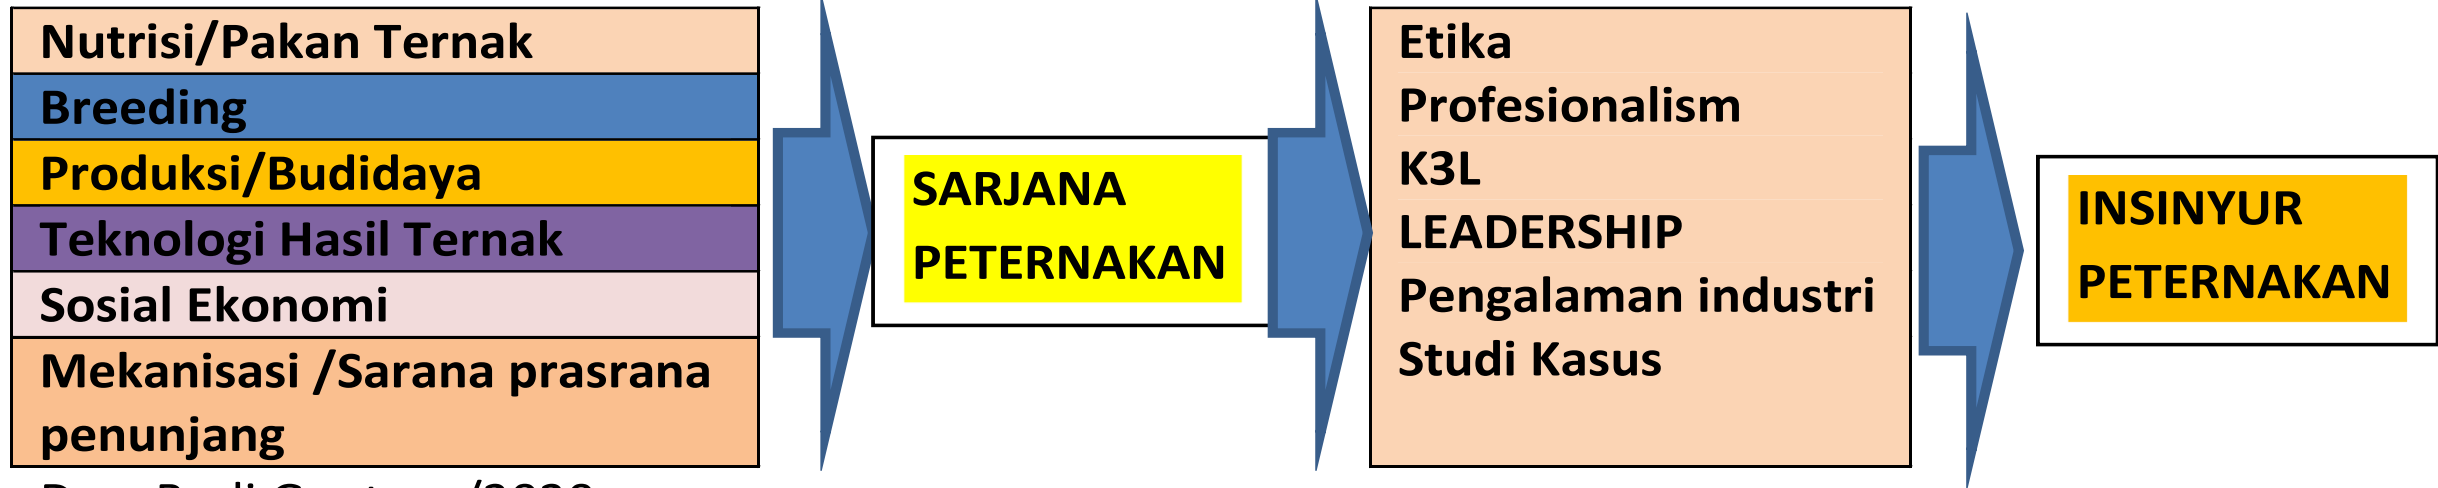 Nutrisi/Pakan Ternak
Breeding
Produksi/Budidaya
Teknologi Hasil Ternak
Sosial Ekonomi
Mekanisasi /Sarana prasrana
penunjang
SARJANA
PETERNAKAN
Etika
Profesionalism
K3L
LEADERSHIP
Pengalaman industri
Studi Kasus
INSINYUR
PETERNAKAN